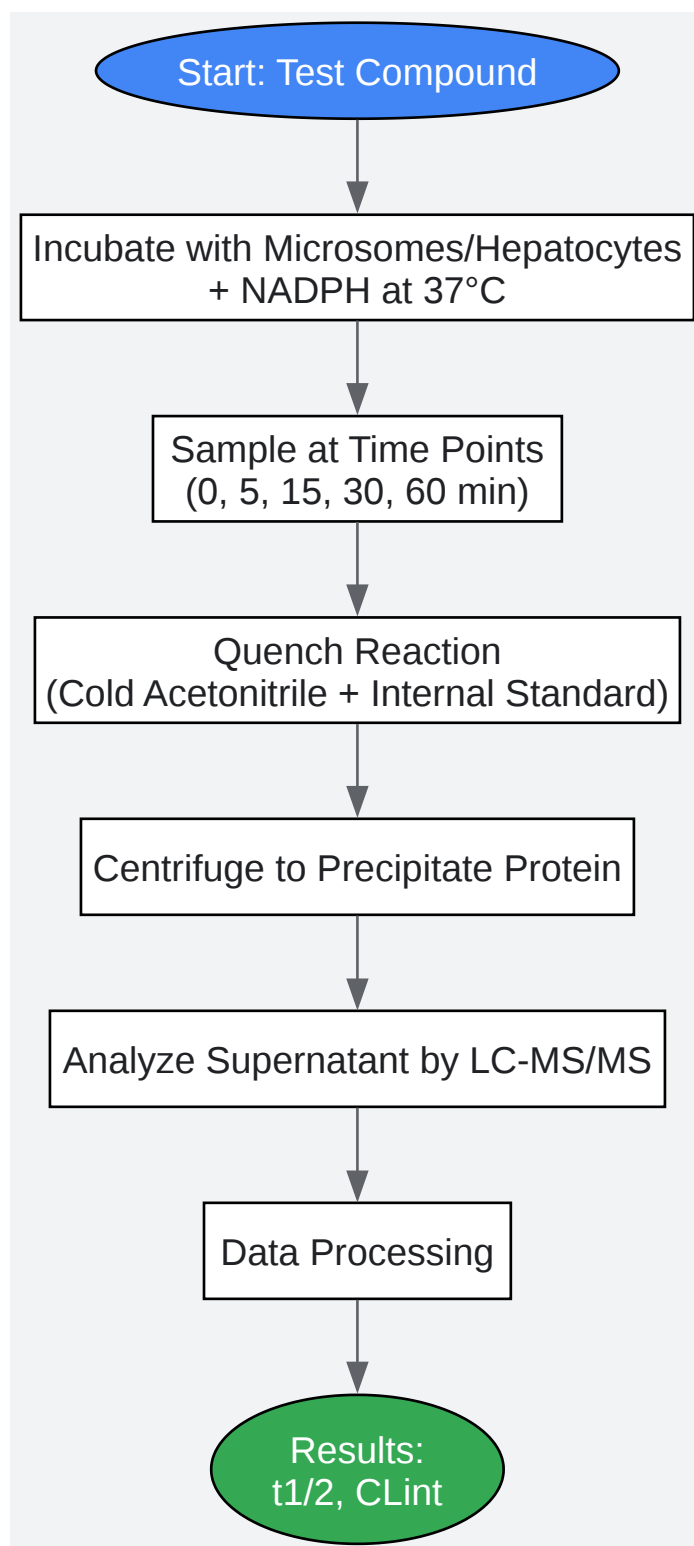 Start: Test Compound
Incubate with Microsomes/Hepatocytes
+ NADPH at 37°C
Sample at Time Points
(0, 5, 15, 30, 60 min)
Quench Reaction
(Cold Acetonitrile + Internal Standard)
Centrifuge to Precipitate Protein
Analyze Supernatant by LC-MS/MS
Data Processing
Results:
t1/2, CLint